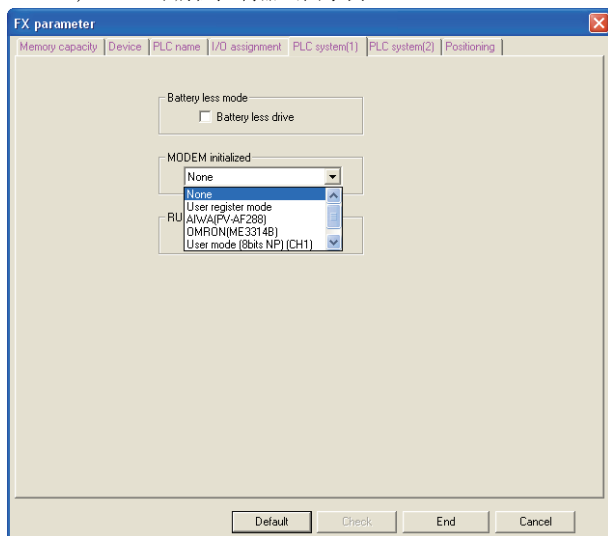 FX parameter
Memory capacity Device PLC name I/O assignment PLC system(1) PLC system(2) Positioning
Battery less mode
Battery less drive
MODEM initialized
None
None
User register mode
RU
AIWA(PV-AF288)
OMRON(ME3314B)
User mode (8bits NP) (CH1)
Default Check End Cancel